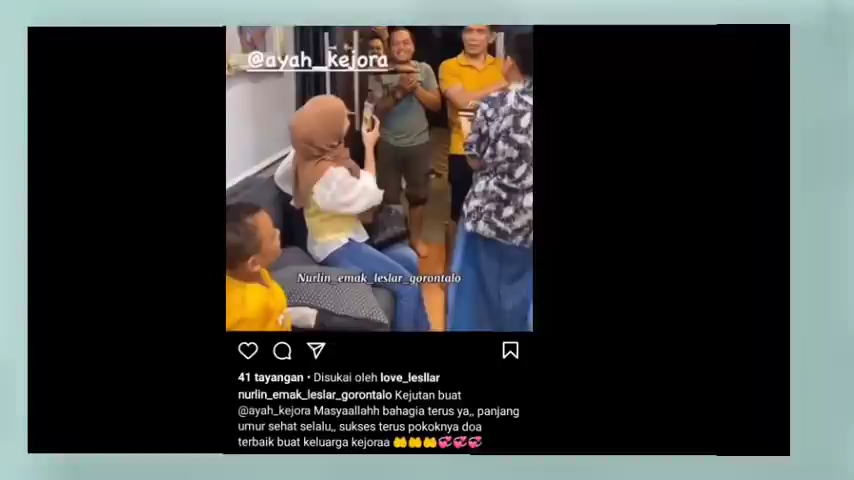 @ayah_kejora
Nurlin_emak_leslar_gorontalo
41 tayangan • Disukai oleh love_lesllar
nurlin_emak_leslar_gorontalo Kejutan buat
@ayah_kejora Masyaallahh bahagia terus ya,, panjang
umur sehat selalu,, sukses terus pokoknya doa
terbaik buat keluarga kejoraa 🤲🤲🤲💞💞💞